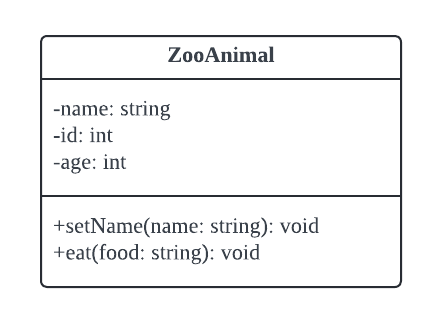 ZooAnimal
-name: string
-id: int
-age: int
+setName(name: string): void
+eat(food: string): void